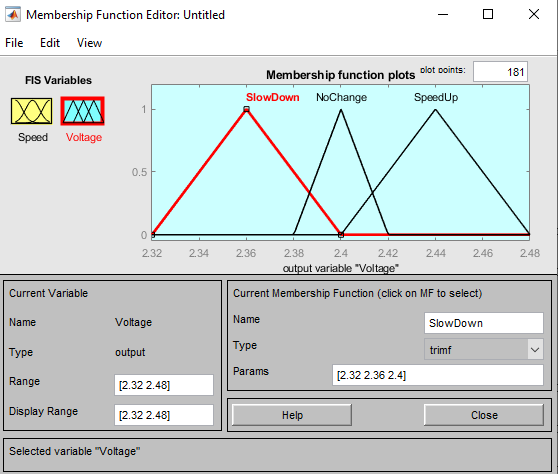 Membership Function Editor: Untitled
File Edit View
FIS Variables
Membership function plots plot points: 181
SlowDown NoChange SpeedUp
Speed Voltage
1
0.5
0
2.32 2.34 2.36 2.38 2.4 2.42 2.44 2.46 2.48
output variable "Voltage"
Current Variable
Name Voltage
Type output
Range [2.32 2.48]
Display Range [2.32 2.48]
Current Membership Function (click on MF to select)
Name SlowDown
Type trimf
Params [2.32 2.36 2.4]
Help Close
Selected variable "Voltage"